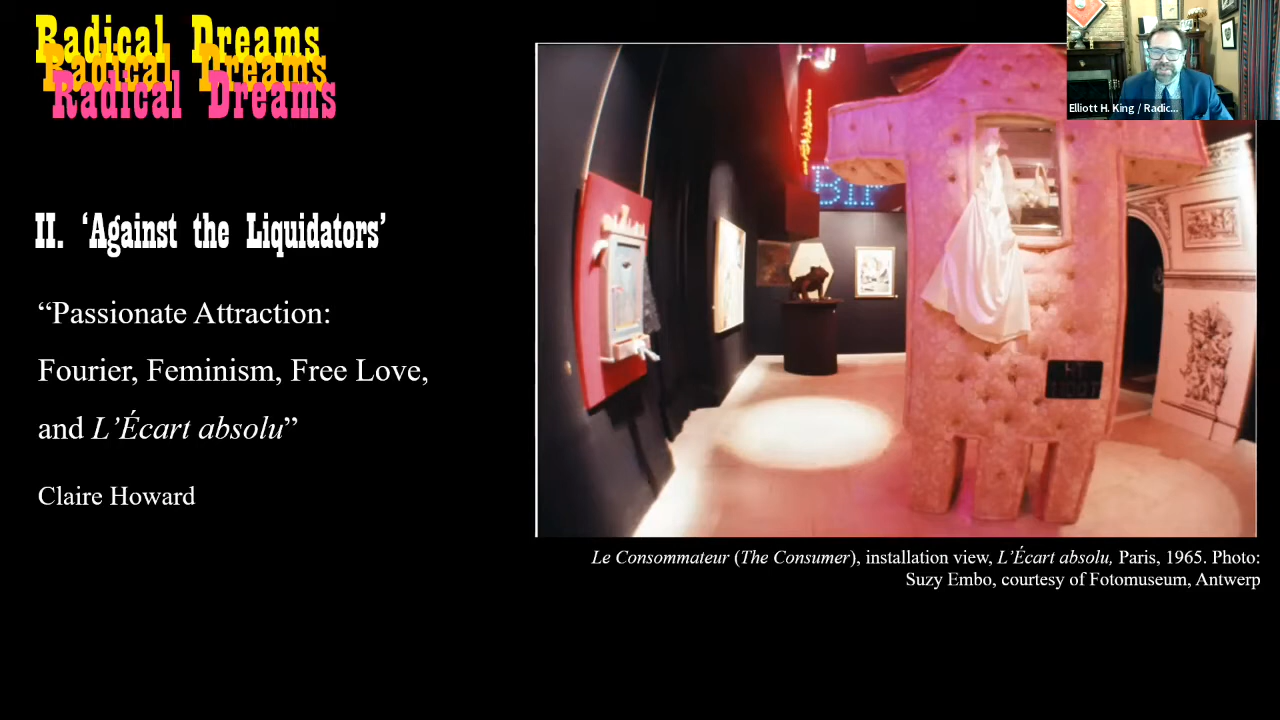 Radical Dreams
Radical Dreams
Radical Dreams
Elliott H. King / Radic...
II. ‘Against the Liquidators’
“Passionate Attraction:
Fourier, Feminism, Free Love,
and L’Écart absolu”
Claire Howard
BIP
Le Consommateur (The Consumer), installation view, L’Écart absolu, Paris, 1965. Photo:
Suzy Embo, courtesy of Fotomuseum, Antwerp